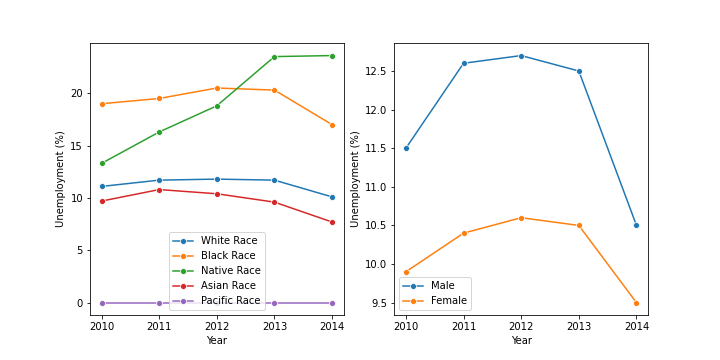 Unemployment (%)
20
15
10
5
0
White Race
Black Race
Native Race
Asian Race
Pacific Race
2010 2011 2012 2013 2014
Year
Unemployment (%)
12.5
12.0
11.5
11.0
10.5
10.0
9.5
Male
Female
2010 2011 2012 2013 2014
Year